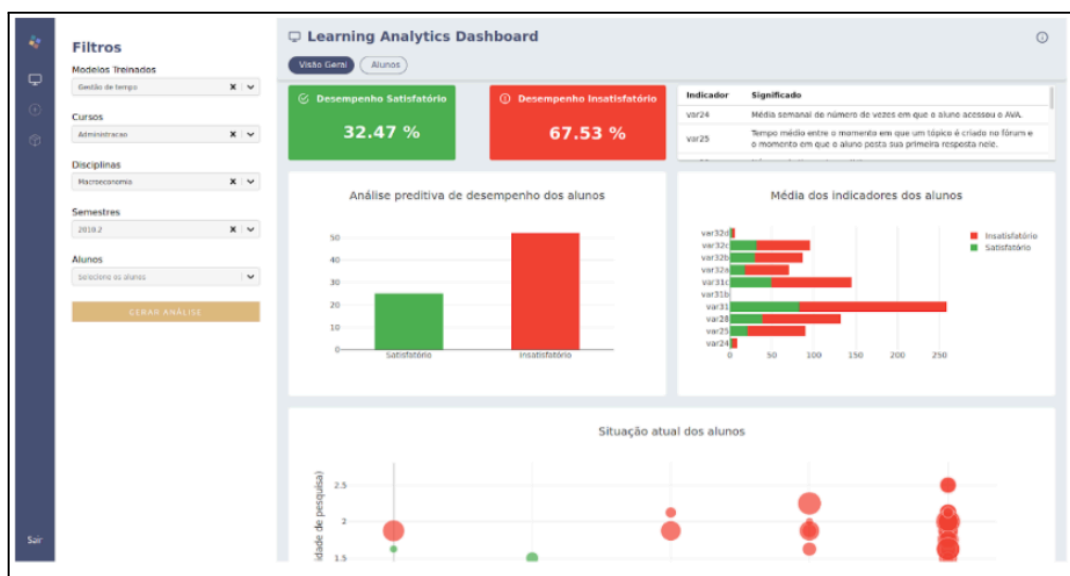 Filtros
Modelos Treinados
Gestão de tempo
Cursos
Administracao
Disciplinas
Macroeconomia
Semestres
2010.2
Alunos
Selecione os alunos
GERAR ANÁLISE
Sair
Learning Analytics Dashboard
Visão Geral
Alunos
Desempenho Satisfatório
32.47 %
Desempenho Insatisfatório
67.53 %
Indicador Significado
var24 Média semanal do número de vezes em que o aluno acessou o AVA.
var25 Tempo médio entre o momento em que um tópico é criado no fórum e
o momento em que o aluno posta sua primeira resposta nele.
Análise preditiva de desempenho dos alunos
50
40
30
20
10
0
Satisfatório Insatisfatório
Média dos indicadores dos alunos
var32d
var32c
var32b
var32a
var31c
var31b
var31
var28
var25
var24
0 50 100 150 200 250
Insatisfatório
Satisfatório
Situação atual dos alunos
idade de pesquisa)
2.5
2
1.5